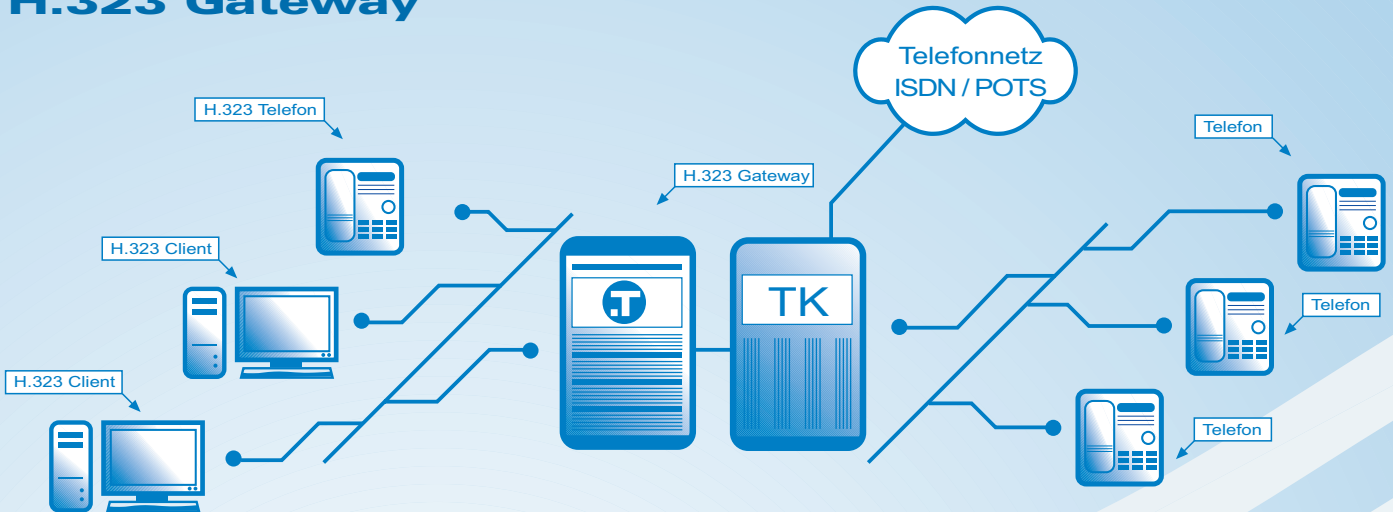 H.323 Gateway
Telefonnetz
ISDN / POTS
H.323 Telefon
Telefon
H.323 Gateway
H.323 Client
TK
T
Telefon
H.323 Client
Telefon